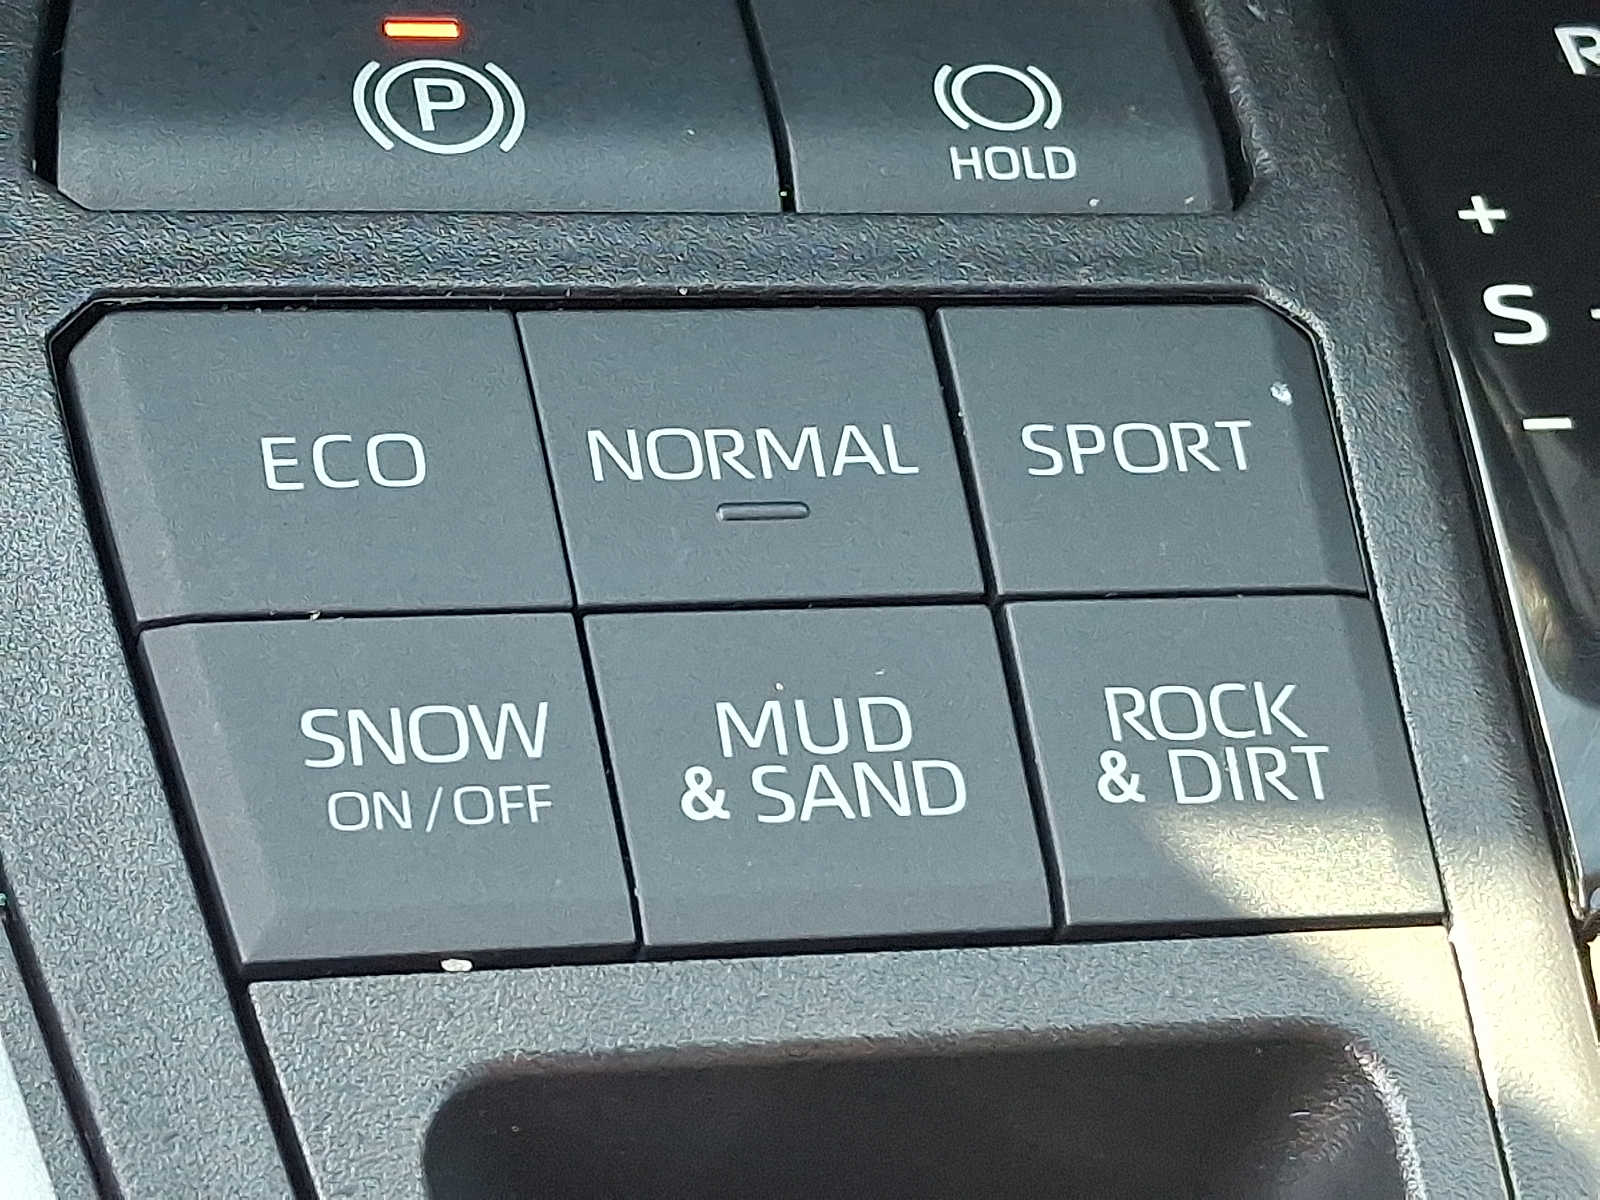 P
HOLD
R
+
S
-
ECO
NORMAL
SPORT
SNOW
ON/OFF
MUD
& SAND
ROCK
& DIRT